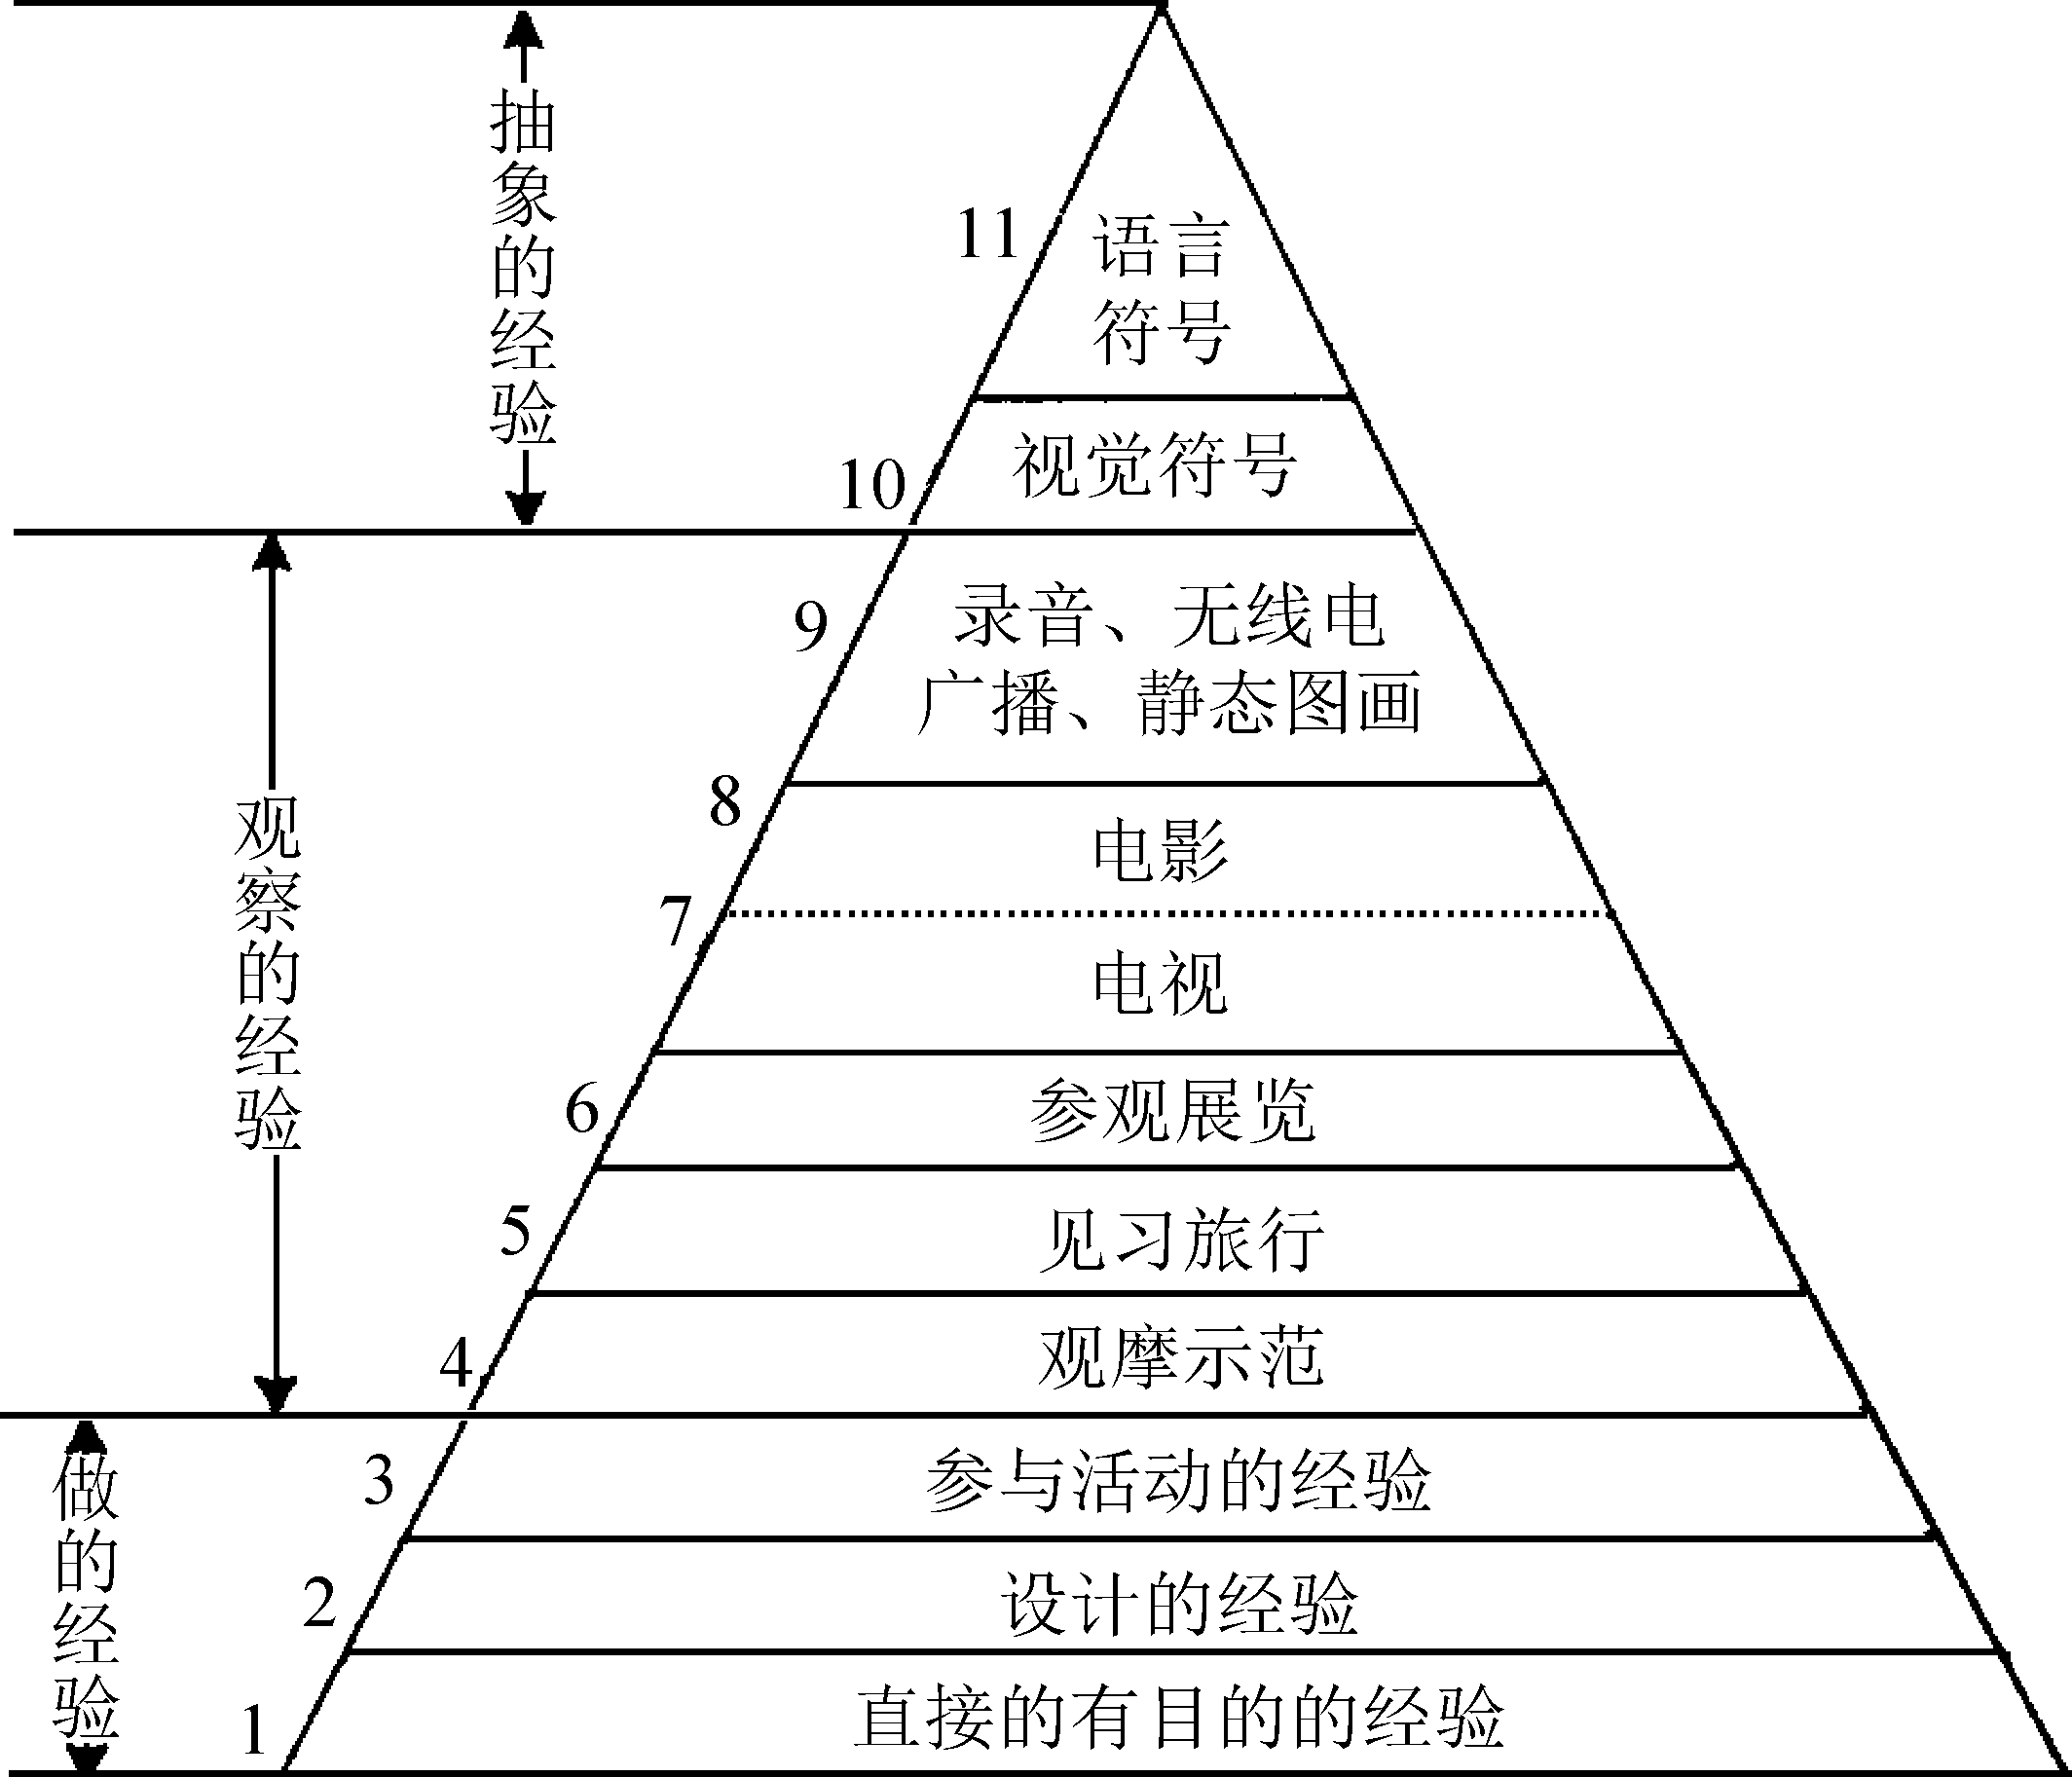 抽象的经验
11
语言
符号
10
视觉符号
观察的经验
9
录音、无线电
广播、静态图画
8
电影
7
电视
6
参观展览
5
见习旅行
4
观摩示范
做的经验
3
参与活动的经验
2
设计的经验
1
直接的有目的的经验